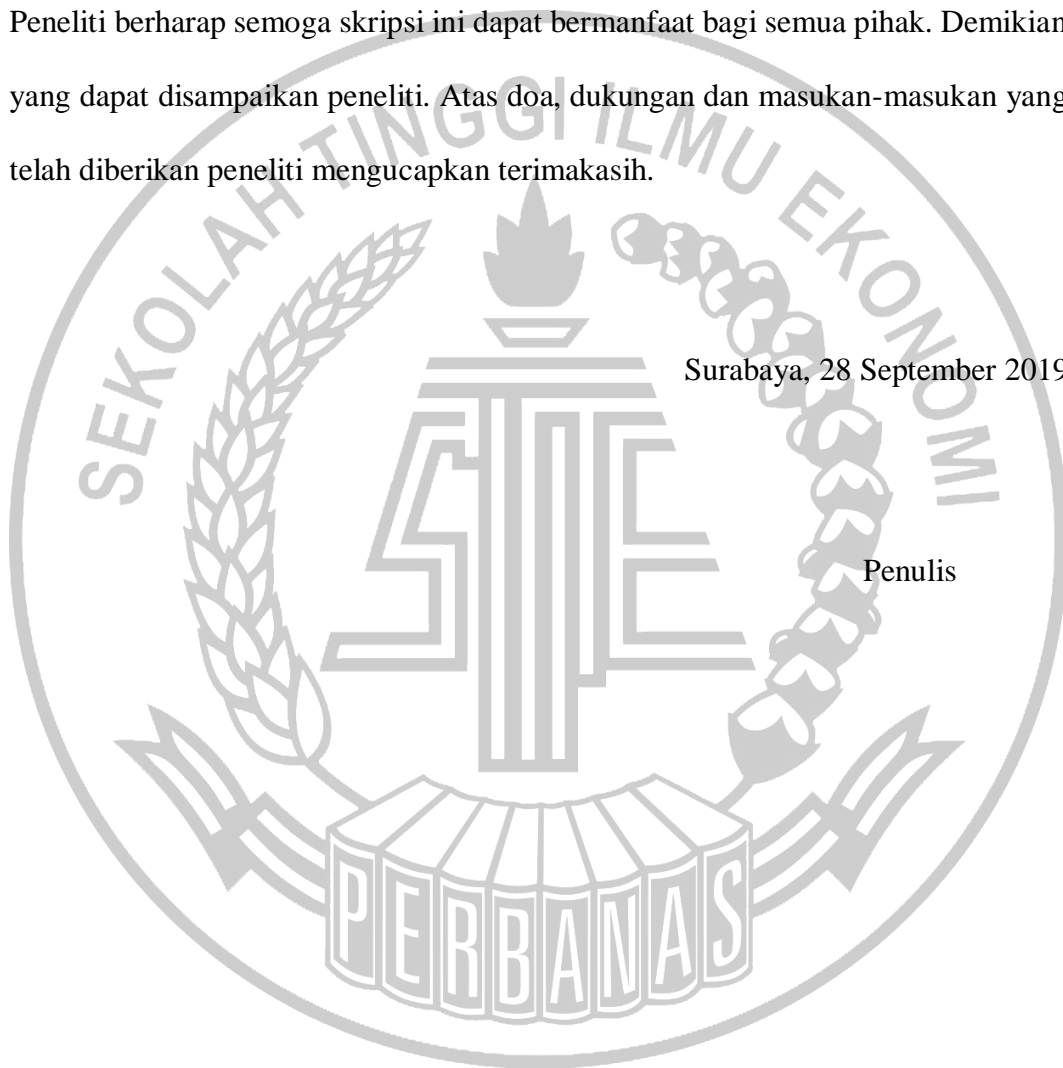 Peneliti berharap semoga skripsi ini dapat bermanfaat bagi semua pihak. Demikian
yang dapat disampaikan peneliti. Atas doa, dukungan dan masukan-masukan yang
telah diberikan peneliti mengucapkan terimakasih.
SEKOLAH TINGGI ILMU EKONOMI
Surabaya, 28 September 2019
STIE
Penulis
PERBANAS